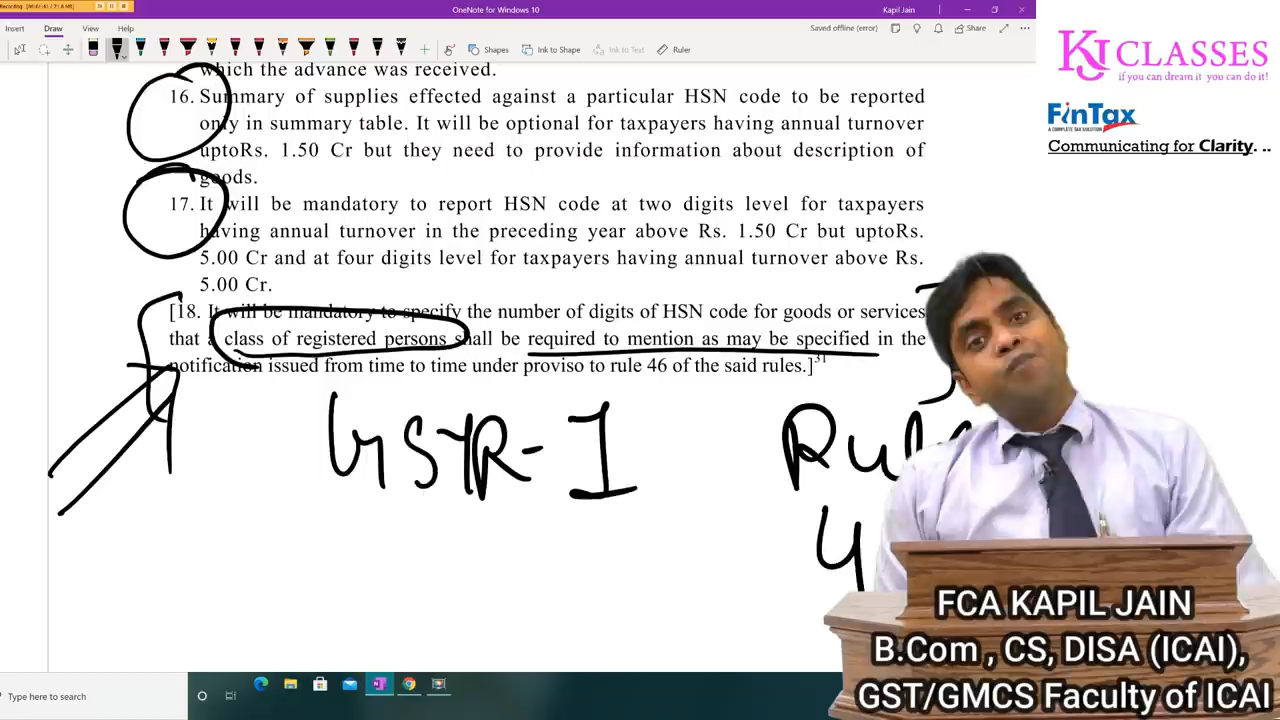 OneNote for Windows 10
Kapil Jain
Insert Draw View Help
Saved offline (error) Share
Shapes Ink to Shape Ink to Text Ruler
KJ CLASSES
if you can dream it you can do it!
FinTax
A COMPLETE TAX SOLUTION
Communicating for Clarity. ..
which the advance was received.
16. Summary of supplies effected against a particular HSN code to be reported
only in summary table. It will be optional for taxpayers having annual turnover
uptoRs. 1.50 Cr but they need to provide information about description of
goods.
17. It will be mandatory to report HSN code at two digits level for taxpayers
having annual turnover in the preceding year above Rs. 1.50 Cr but uptoRs.
5.00 Cr and at four digits level for taxpayers having annual turnover above Rs.
5.00 Cr.
[18. It will be mandatory to specify the number of digits of HSN code for goods or services
that a class of registered persons shall be required to mention as may be specified in the
notification issued from time to time under proviso to rule 46 of the said rules.]31
GSTR-1 Rul
4
FCA KAPIL JAIN
B.Com , CS, DISA (ICAI),
GST/GMCS Faculty of ICAI
Type here to search